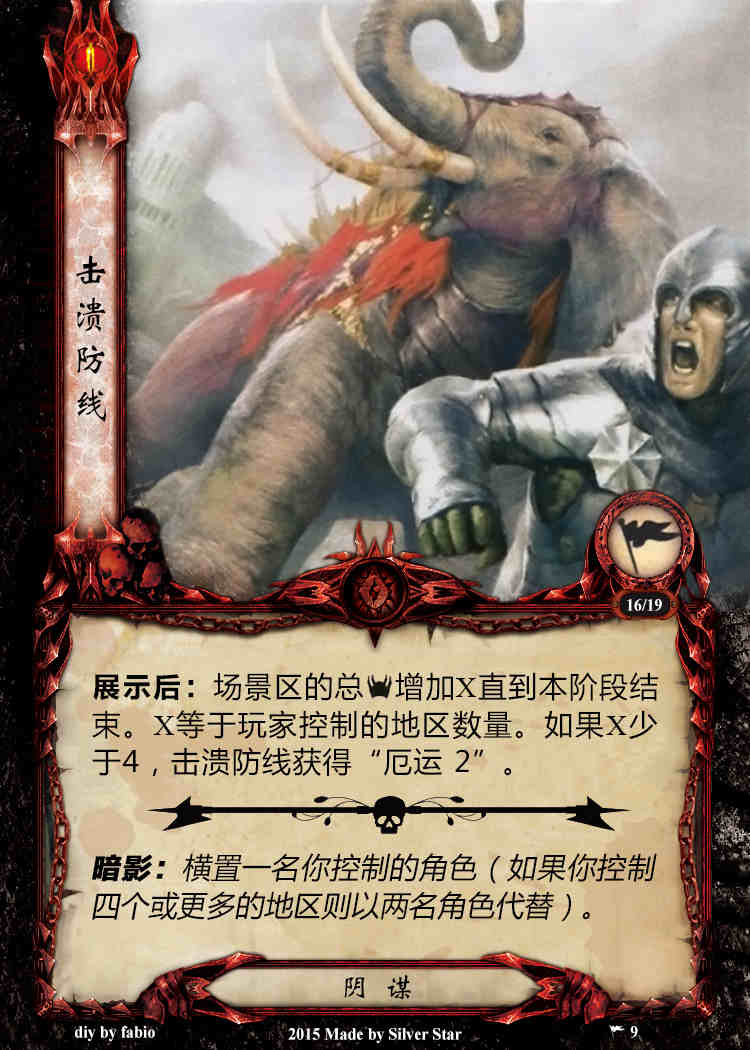 击溃防线
16/19
展示后：场景区的总增加X直到本阶段结
束。X等于玩家控制的地区数量。如果X少
于4，击溃防线获得“厄运 2”。
暗影：横置一名你控制的角色（如果你控制
四个或更多的地区则以两名角色代替）。
阴谋
diy by fabio
2015 Made by Silver Star
9